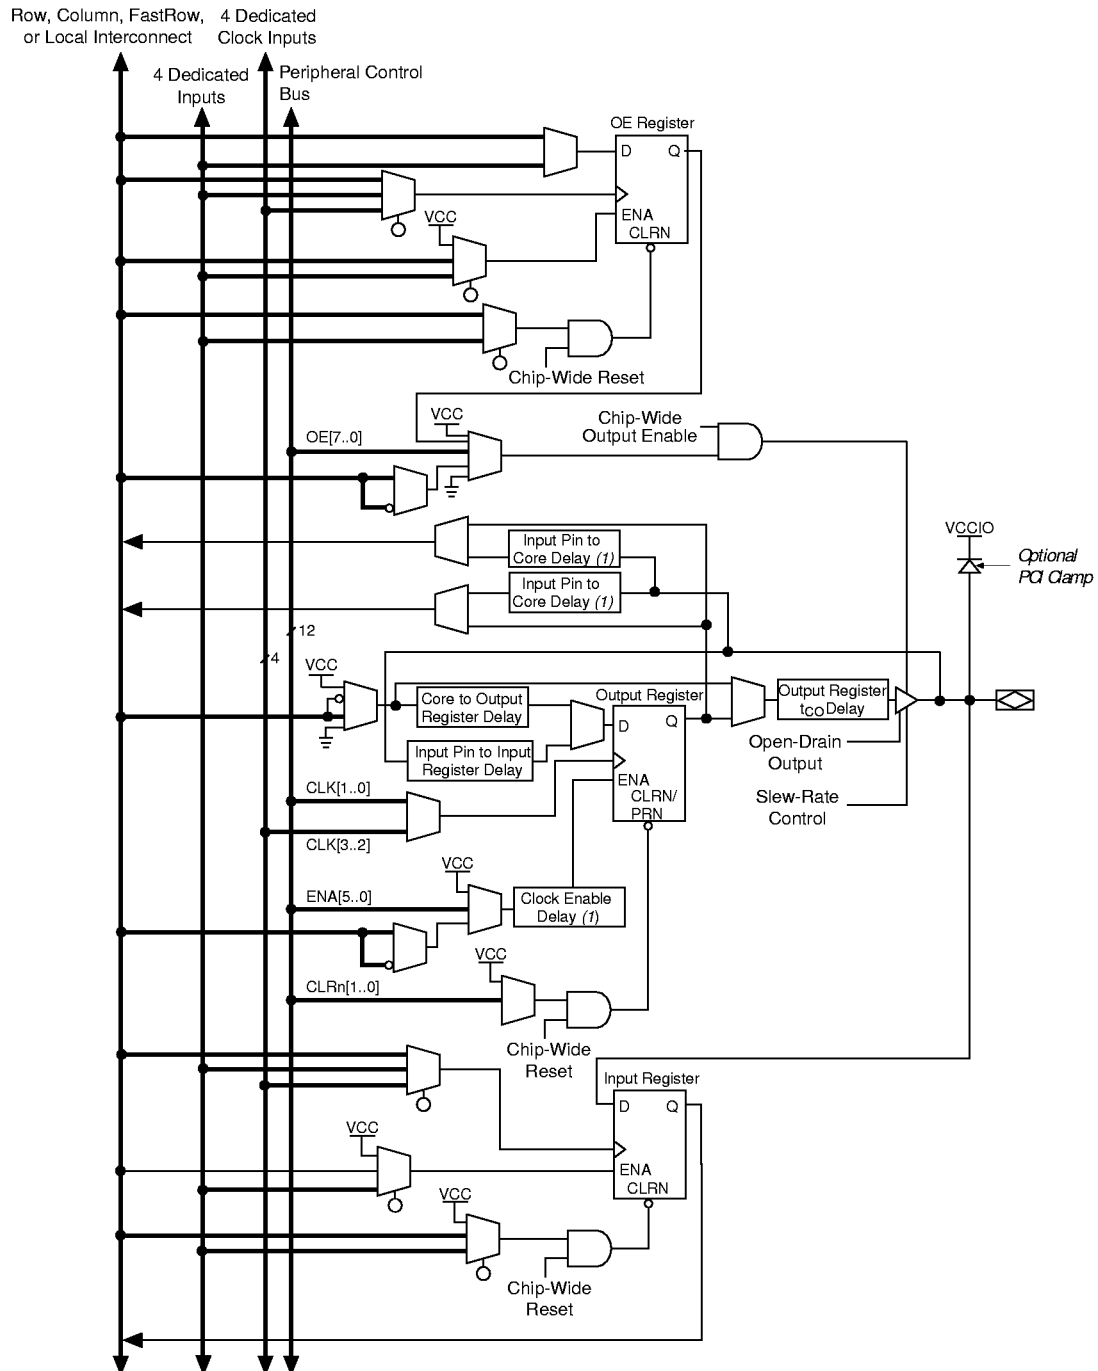 Row, Column, FastRow,
or Local Interconnect
4 Dedicated
Clock Inputs
4 Dedicated
Inputs
Peripheral Control
Bus
OE Register
D
Q
ENA
CLRN
VCC
Chip-Wide Reset
VCC
OE[7..0]
Chip-Wide
Output Enable
Input Pin to
Core Delay (1)
Input Pin to
Core Delay (1)
VCCIO
Optional
PCI Clamp
12
4
VCC
Core to Output
Register Delay
Input Pin to Input
Register Delay
Output Register
D
Q
ENA
CLRN/
PRN
Output Register
tCO Delay
Open-Drain
Output
Slew-Rate
Control
CLK[1..0]
CLK[3..2]
VCC
ENA[5..0]
Clock Enable
Delay (1)
VCC
CLRn[1..0]
Chip-Wide
Reset
Input Register
D
Q
ENA
CLRN
VCC
VCC
Chip-Wide
Reset